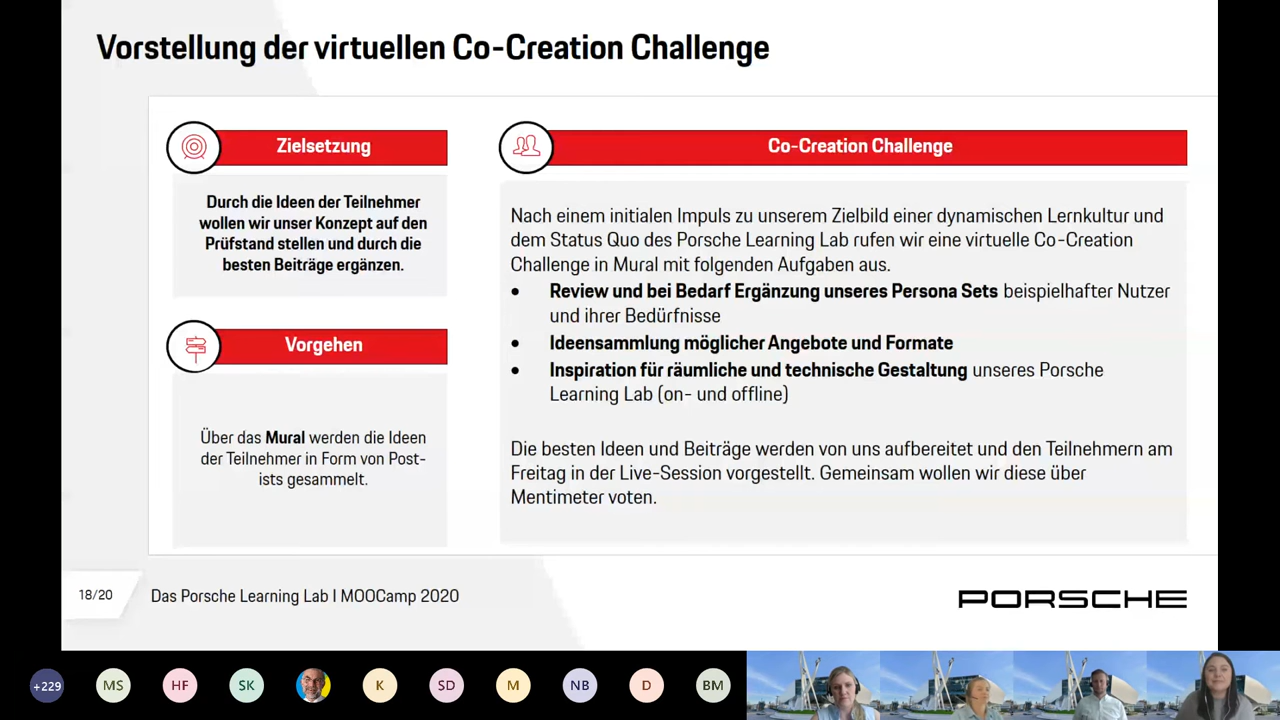 Vorstellung der virtuellen Co-Creation Challenge
Zielsetzung
Durch die Ideen der Teilnehmer
wollen wir unser Konzept auf den
Prüfstand stellen und durch die
besten Beiträge ergänzen.
Vorgehen
Über das Mural werden die Ideen
der Teilnehmer in Form von Post-
ists gesammelt.
Co-Creation Challenge
Nach einem initialen Impuls zu unserem Zielbild einer dynamischen Lernkultur und
dem Status Quo des Porsche Learning Lab rufen wir eine virtuelle Co-Creation
Challenge in Mural mit folgenden Aufgaben aus.
• Review und bei Bedarf Ergänzung unseres Persona Sets beispielhafter Nutzer
und ihrer Bedürfnisse
• Ideensammlung möglicher Angebote und Formate
• Inspiration für räumliche und technische Gestaltung unseres Porsche
Learning Lab (on- und offline)
Die besten Ideen und Beiträge werden von uns aufbereitet und den Teilnehmern am
Freitag in der Live-Session vorgestellt. Gemeinsam wollen wir diese über
Mentimeter voten.
18/20
Das Porsche Learning Lab I MOOCamp 2020
PORSCHE
+229
MS
HF
SK
K
SD
M
NB
D
BM